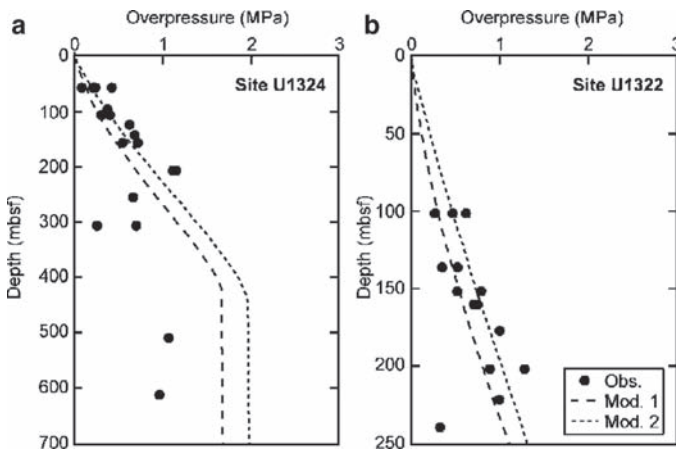 a
Overpressure (MPa)
0 1 2 3
Site U1324
Depth (mbsf)
0
100
200
300
400
500
600
700
b
Overpressure (MPa)
0 1 2 3
Site U1322
Depth (mbsf)
0
50
100
150
200
250
Obs.
Mod. 1
Mod. 2